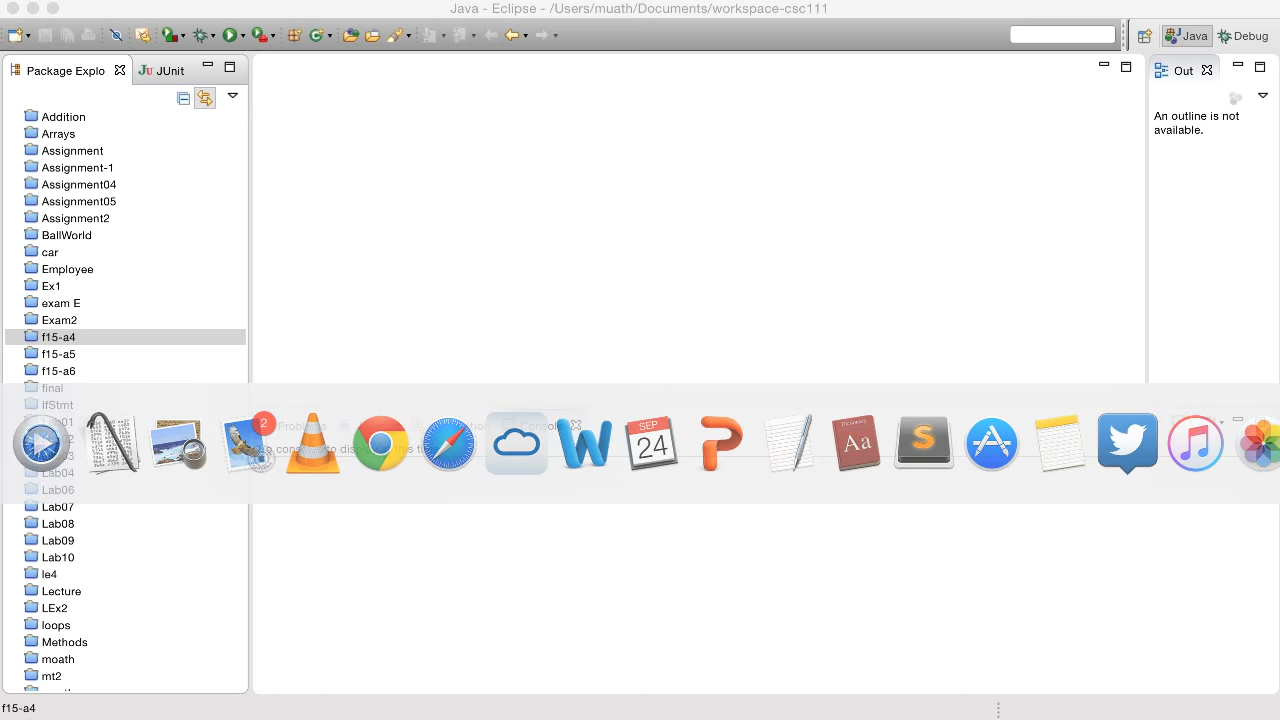 Java - Eclipse - /Users/muath/Documents/workspace-csc111
Java
Debug
Package Explo
JUnit
Out
An outline is not
available.
Addition
Arrays
Assignment
Assignment-1
Assignment04
Assignment05
Assignment2
BallWorld
car
Employee
Ex1
exam E
Exam2
f15-a4
f15-a5
f15-a6
final
IfStmt
2
SEP
24
Dictionary
Aa
S
Lab04
Lab06
Lab07
Lab08
Lab09
Lab10
le4
Lecture
LEx2
loops
Methods
moath
mt2
f15-a4